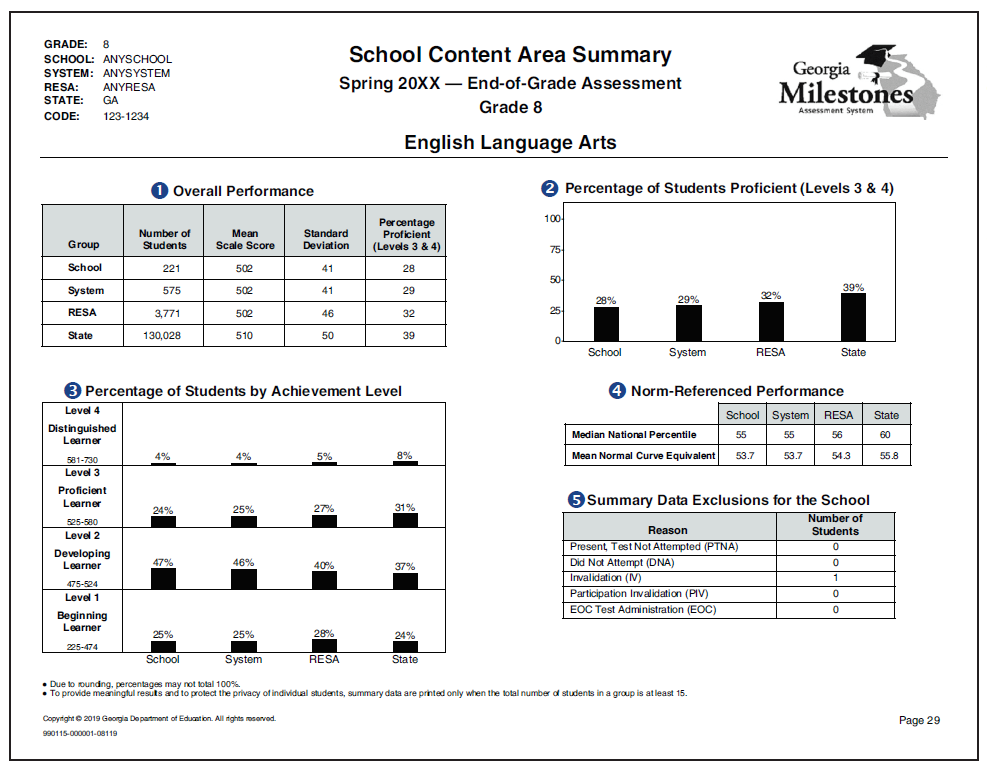 GRADE: 8
SCHOOL: ANYSCHOOL
SYSTEM: ANYSYSTEM
RESA: ANYRESA
STATE: GA
CODE: 123-1234
School Content Area Summary
Spring 20XX — End-of-Grade Assessment
Grade 8
English Language Arts
Georgia
Milestones
Assessment System
1 Overall Performance
Group Number of Students Mean Scale Score Standard Deviation Percentage Proficient (Levels 3 & 4)
School 221 502 41 28
System 575 502 41 29
RESA 3,771 502 46 32
State 130,028 510 50 39
2 Percentage of Students Proficient (Levels 3 & 4)
100
75
50
25
0
28% 29% 32% 39%
School System RESA State
3 Percentage of Students by Achievement Level
Level 4
Distinguished
Learner
581-730
4% 4% 5% 8%
Level 3
Proficient
Learner
525-580
24% 25% 27% 31%
Level 2
Developing
Learner
475-524
47% 46% 40% 37%
Level 1
Beginning
Learner
225-474
25% 25% 28% 24%
School System RESA State
4 Norm-Referenced Performance
School System RESA State
Median National Percentile 55 55 56 60
Mean Normal Curve Equivalent 53.7 53.7 54.3 55.8
5 Summary Data Exclusions for the School
Reason Number of Students
Present, Test Not Attempted (PTNA) 0
Did Not Attempt (DNA) 0
Invalidation (IV) 1
Participation Invalidation (PIV) 0
EOC Test Administration (EOC) 0
• Due to rounding, percentages may not total 100%.
• To provide meaningful results and to protect the privacy of individual students, summary data are printed only when the total number of students in a group is at least 15.
Copyright © 2019 Georgia Department of Education. All rights reserved.
990115-000001-08119
Page 29